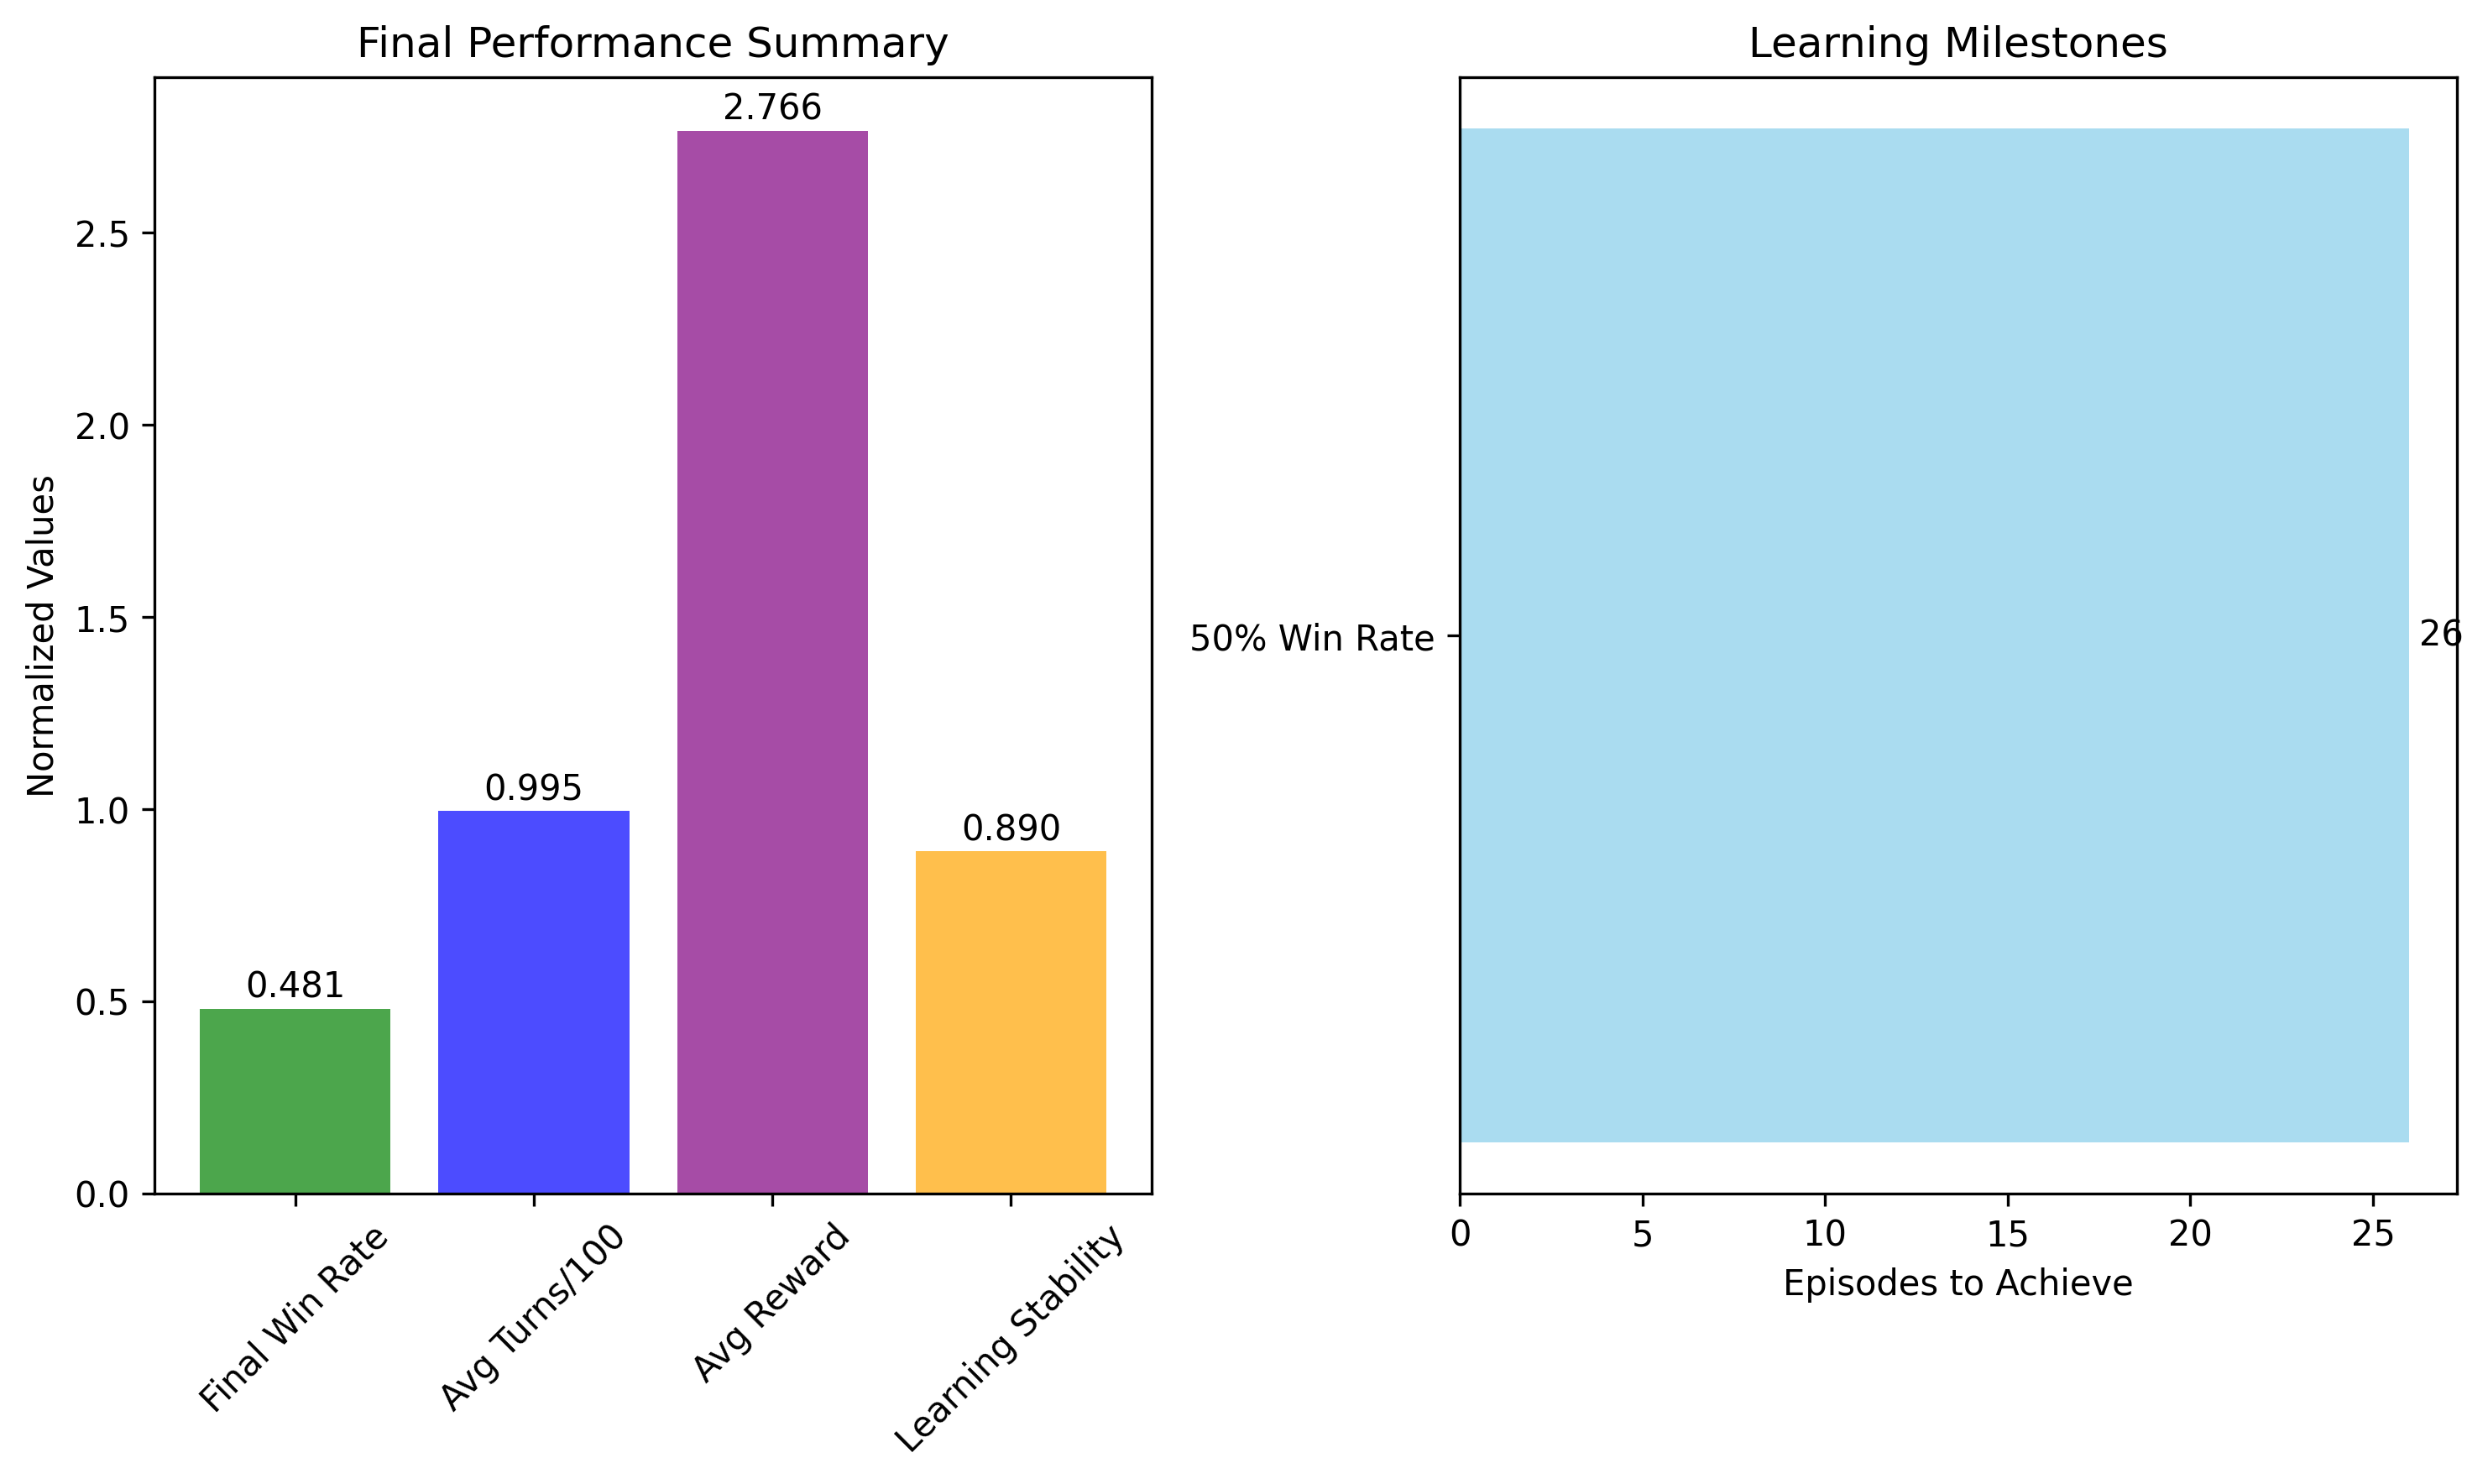 Final Performance Summary
Normalized Values
2.5
2.0
1.5
1.0
0.5
0.0
0.481
0.995
2.766
0.890
Final Win Rate
Avg Turns/100
Avg Reward
Learning Stability
Learning Milestones
50% Win Rate
26
0
5
10
15
20
25
Episodes to Achieve